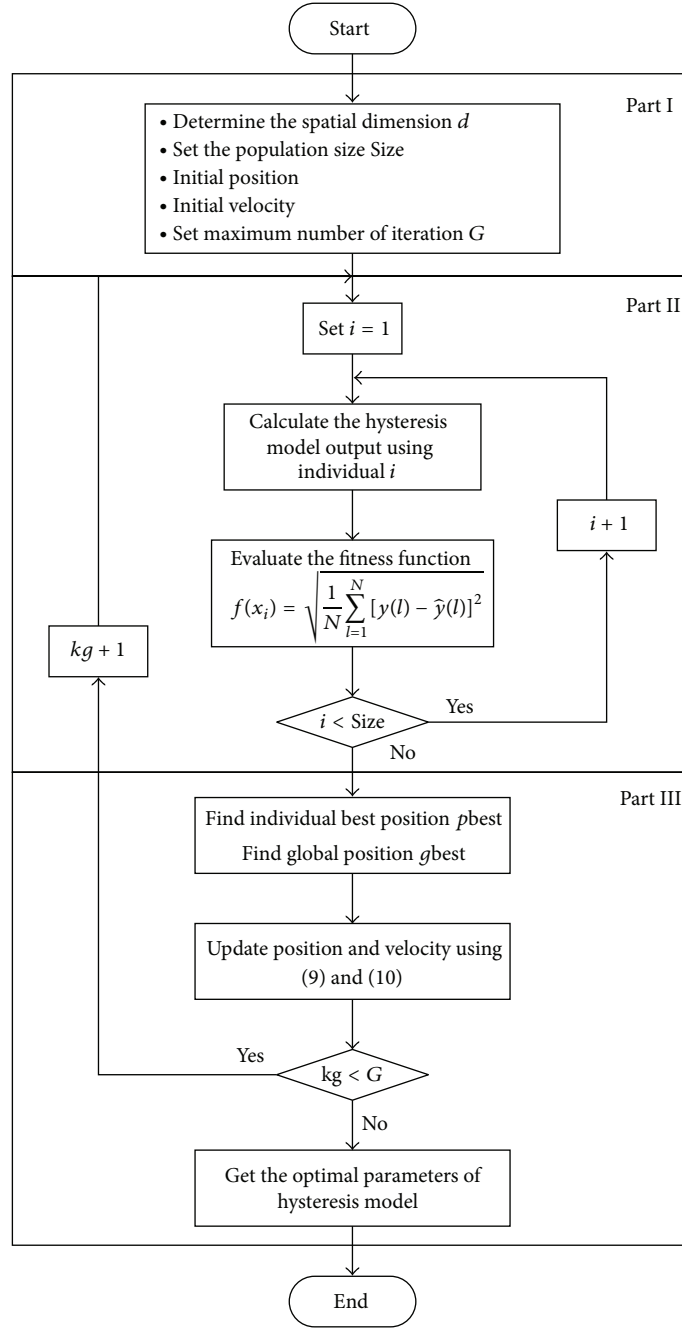 Start
Part I
• Determine the spatial dimension d
• Set the population size Size
• Initial position
• Initial velocity
• Set maximum number of iteration G
Part II
Set i = 1
Calculate the hysteresis
model output using
individual i
i + 1
Evaluate the fitness function
f(x_i) = √(1/N ∑_{l=1}^{N} [y(l) − ŷ(l)]²)
kg + 1
i < Size
Yes
No
Part III
Find individual best position pbest
Find global position gbest
Update position and velocity using
(9) and (10)
Yes
kg < G
No
Get the optimal parameters of
hysteresis model
End